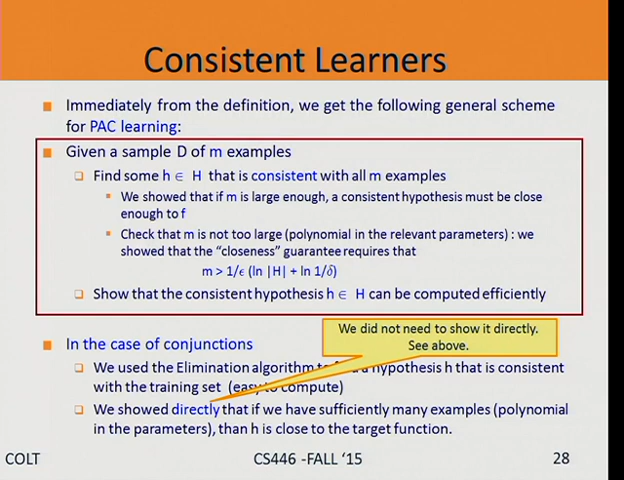 Consistent Learners
Immediately from the definition, we get the following general scheme
for PAC learning:
Given a sample D of m examples
Find some h ∈ H that is consistent with all m examples
We showed that if m is large enough, a consistent hypothesis must be close
enough to f
Check that m is not too large (polynomial in the relevant parameters) : we
showed that the “closeness” guarantee requires that
m > 1/ϵ (ln |H| + ln 1/δ)
Show that the consistent hypothesis h ∈ H can be computed efficiently
We did not need to show it directly.
See above.
In the case of conjunctions
We used the Elimination algorithm to a hypothesis h that is consistent
with the training set (easy to compute)
We showed directly that if we have sufficiently many examples (polynomial
in the parameters), than h is close to the target function.
COLT CS446 -FALL ‘15 28